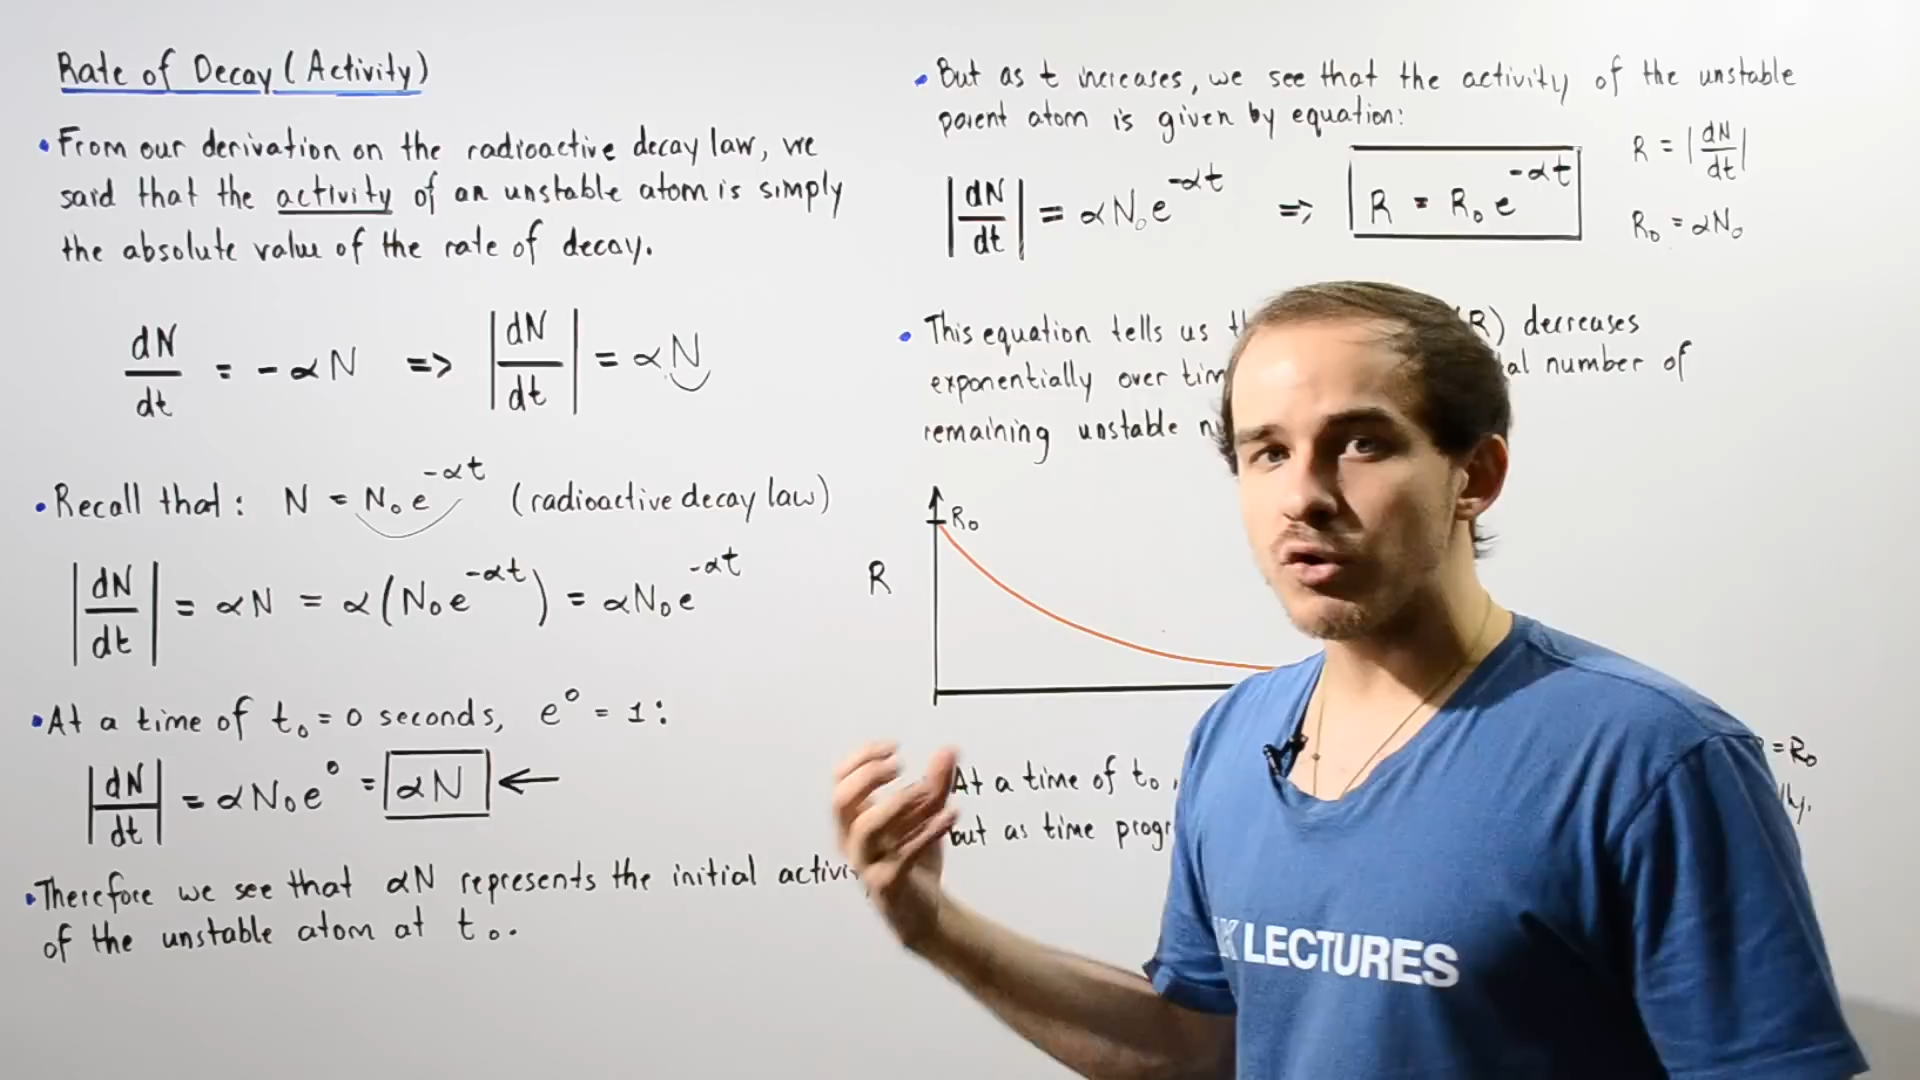 Rate of Decay (Activity)
• From our derivation on the radioactive decay law, we
said that the activity of an unstable atom is simply
the absolute value of the rate of decay.
dN/dt = -αN => |dN/dt| = αN
• Recall that: N = N₀e^-αt (radioactive decay law)
|dN/dt| = αN = α(N₀e^-αt) = αN₀e^-αt
• At a time of t₀ = 0 seconds, e⁰ = 1:
|dN/dt| = αN₀e⁰ = αN ←
• Therefore we see that αN represents the initial
of the unstable atom at t₀.
• But as t increases, we see that the activity of the unstable
parent atom is given by equation:
|dN/dt| = αN₀e^-αt => R = R₀e^-αt
R = |dN/dt|
R₀ = αN₀
• This equation tells us R) decreases
exponentially over number of
remaining unstable
R₀
R
At a time of t₀ = R₀
but as time
LECTURES